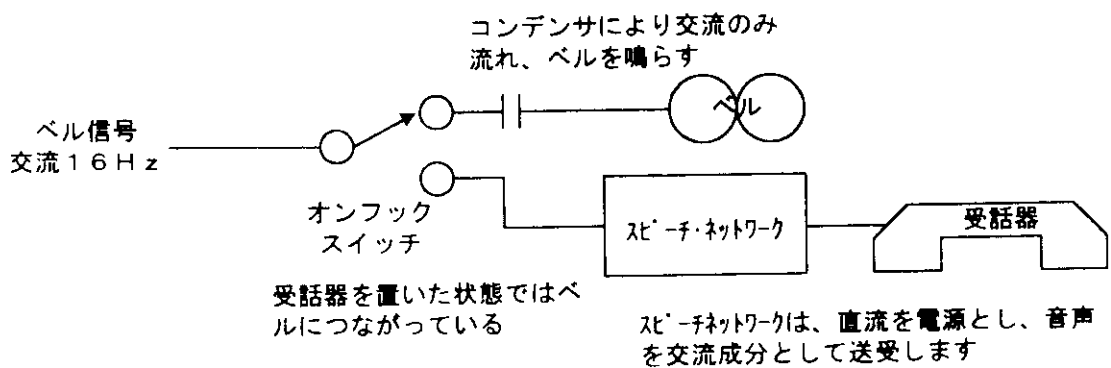 コンデンサにより交流のみ
流れ、ベルを鳴らす
ベル
ベル信号
交流１６Ｈｚ
オンフック
スイッチ
ｽﾋﾟｰﾁ･ﾈｯﾄﾜｰｸ
受話器
受話器を置いた状態ではベ
ルにつながっている
ｽﾋﾟｰﾁﾈｯﾄﾜｰｸは、直流を電源とし、音声
を交流成分として送受します